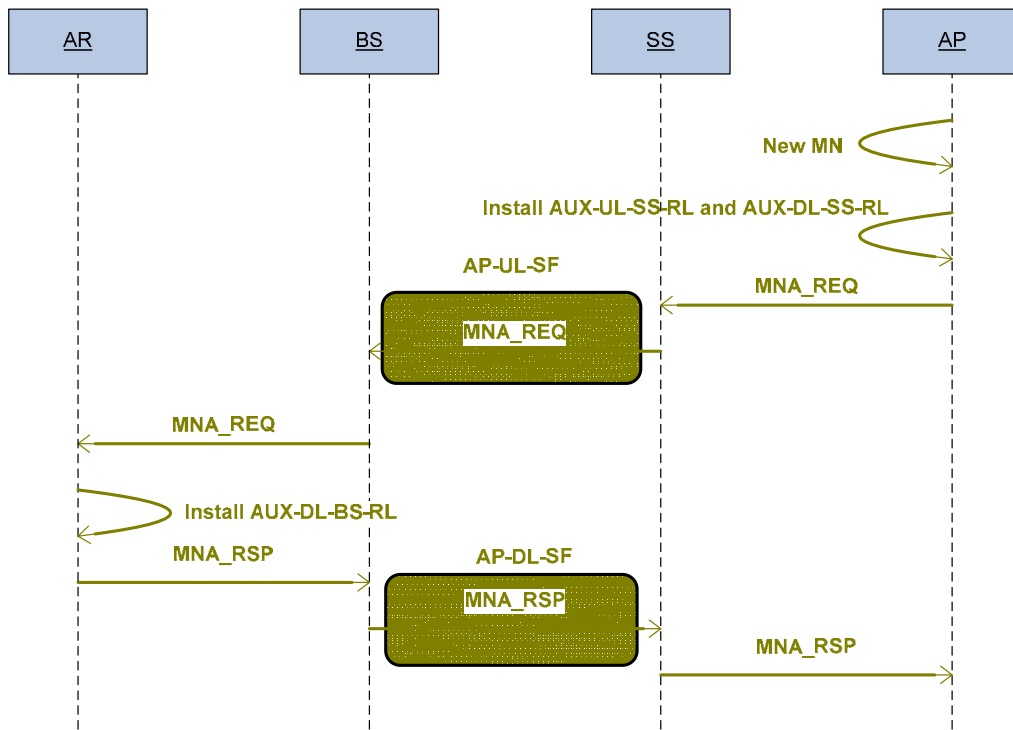 AR
BS
SS
AP
New MN
Install AUX-UL-SS-RL and AUX-DL-SS-RL
AP-UL-SF
MNA_REQ
MNA_REQ
MNA_REQ
Install AUX-DL-BS-RL
MNA_RSP
AP-DL-SF
MNA_RSP
MNA_RSP